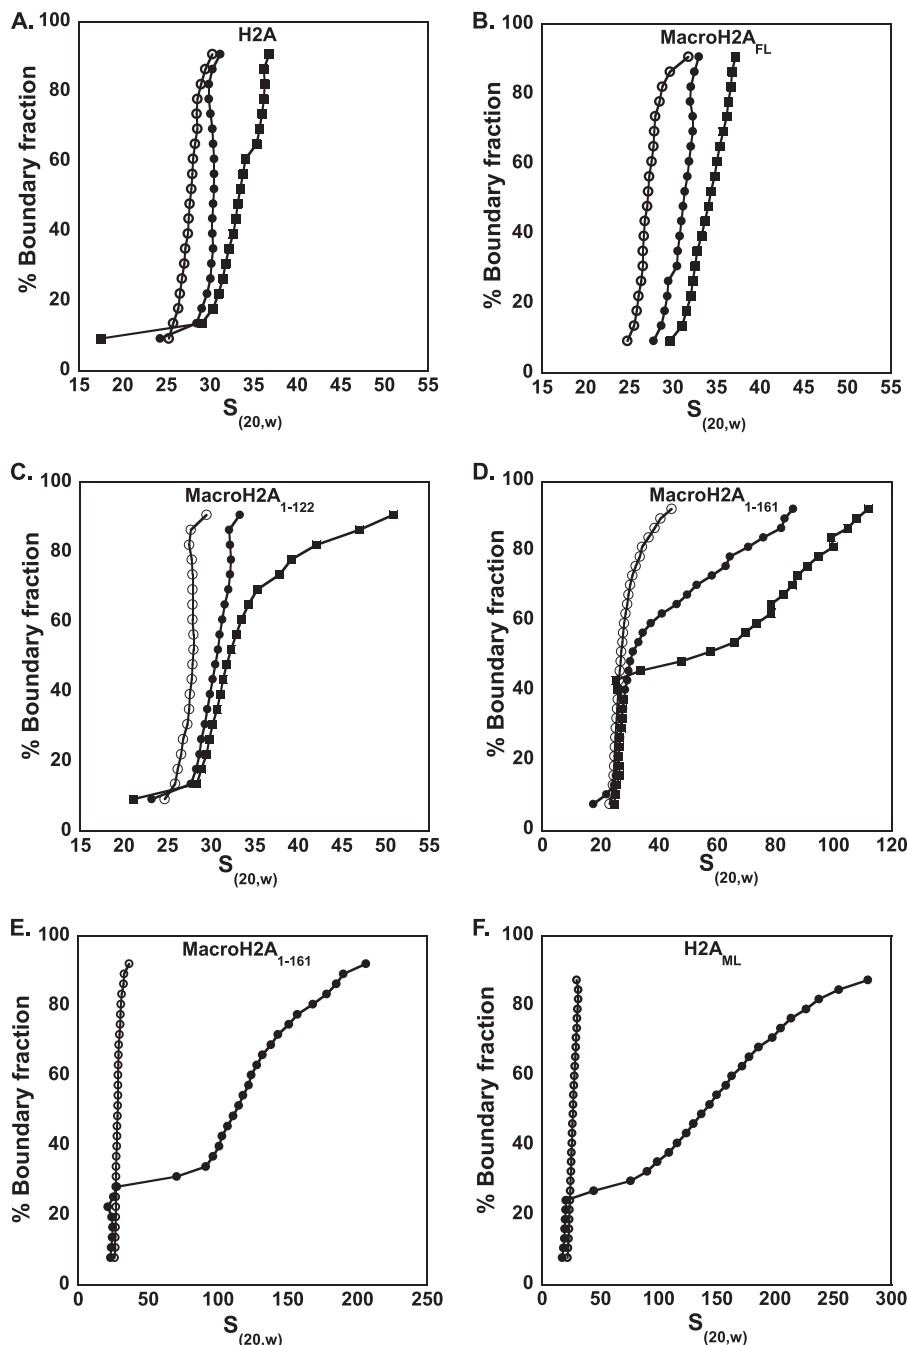 A.
H2A
% Boundary fraction
100
80
60
40
20
0
15 20 25 30 35 40 45 50 55
S(20,w)
B.
MacroH2AFL
% Boundary fraction
100
80
60
40
20
0
15 20 25 30 35 40 45 50 55
S(20,w)
C.
MacroH2A1-122
% Boundary fraction
100
80
60
40
20
0
15 20 25 30 35 40 45 50 55
S(20,w)
D.
MacroH2A1-161
% Boundary fraction
100
80
60
40
20
0
0 20 40 60 80 100 120
S(20,w)
E.
MacroH2A1-161
% Boundary fraction
100
80
60
40
20
0
0 50 100 150 200 250
S(20,w)
F.
H2AML
% Boundary fraction
100
80
60
40
20
0
0 50 100 150 200 250 300
S(20,w)